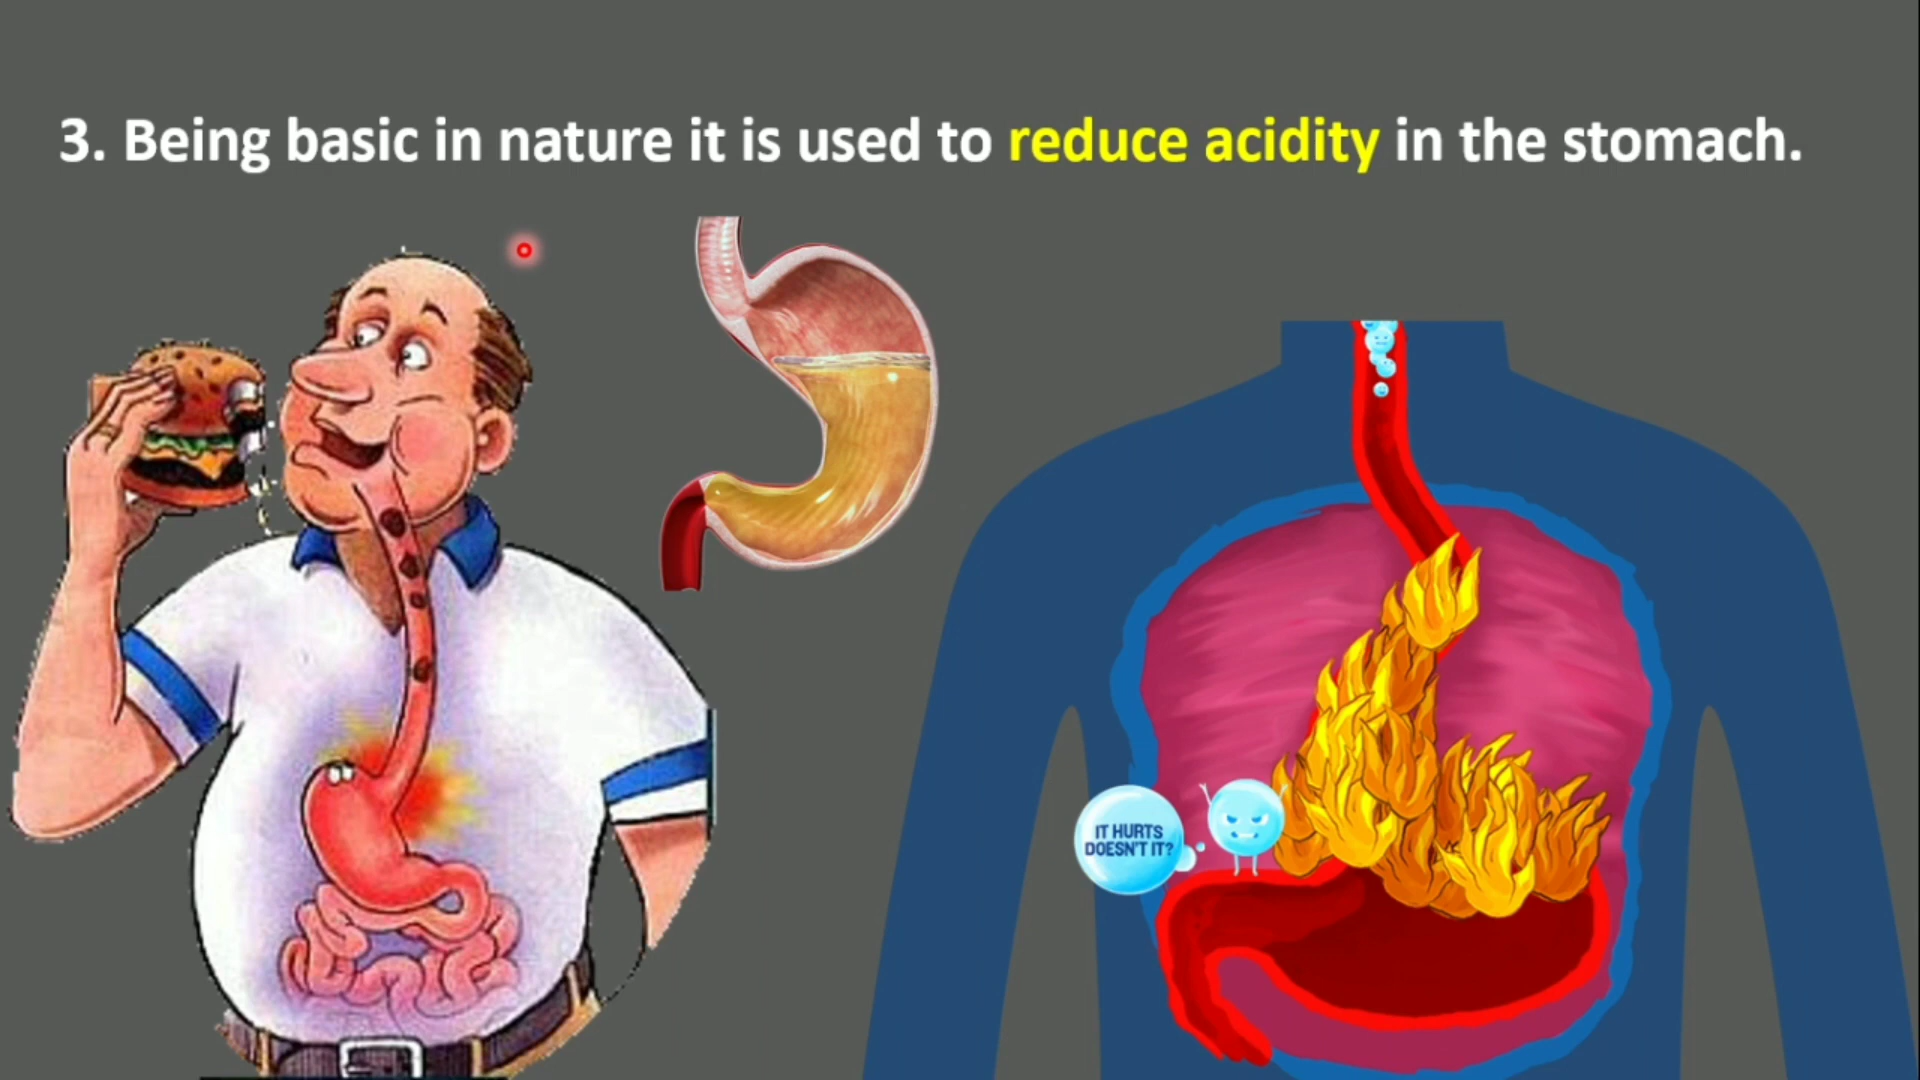 3. Being basic in nature it is used to reduce acidity in the stomach.
IT HURTS
DOESN'T IT?